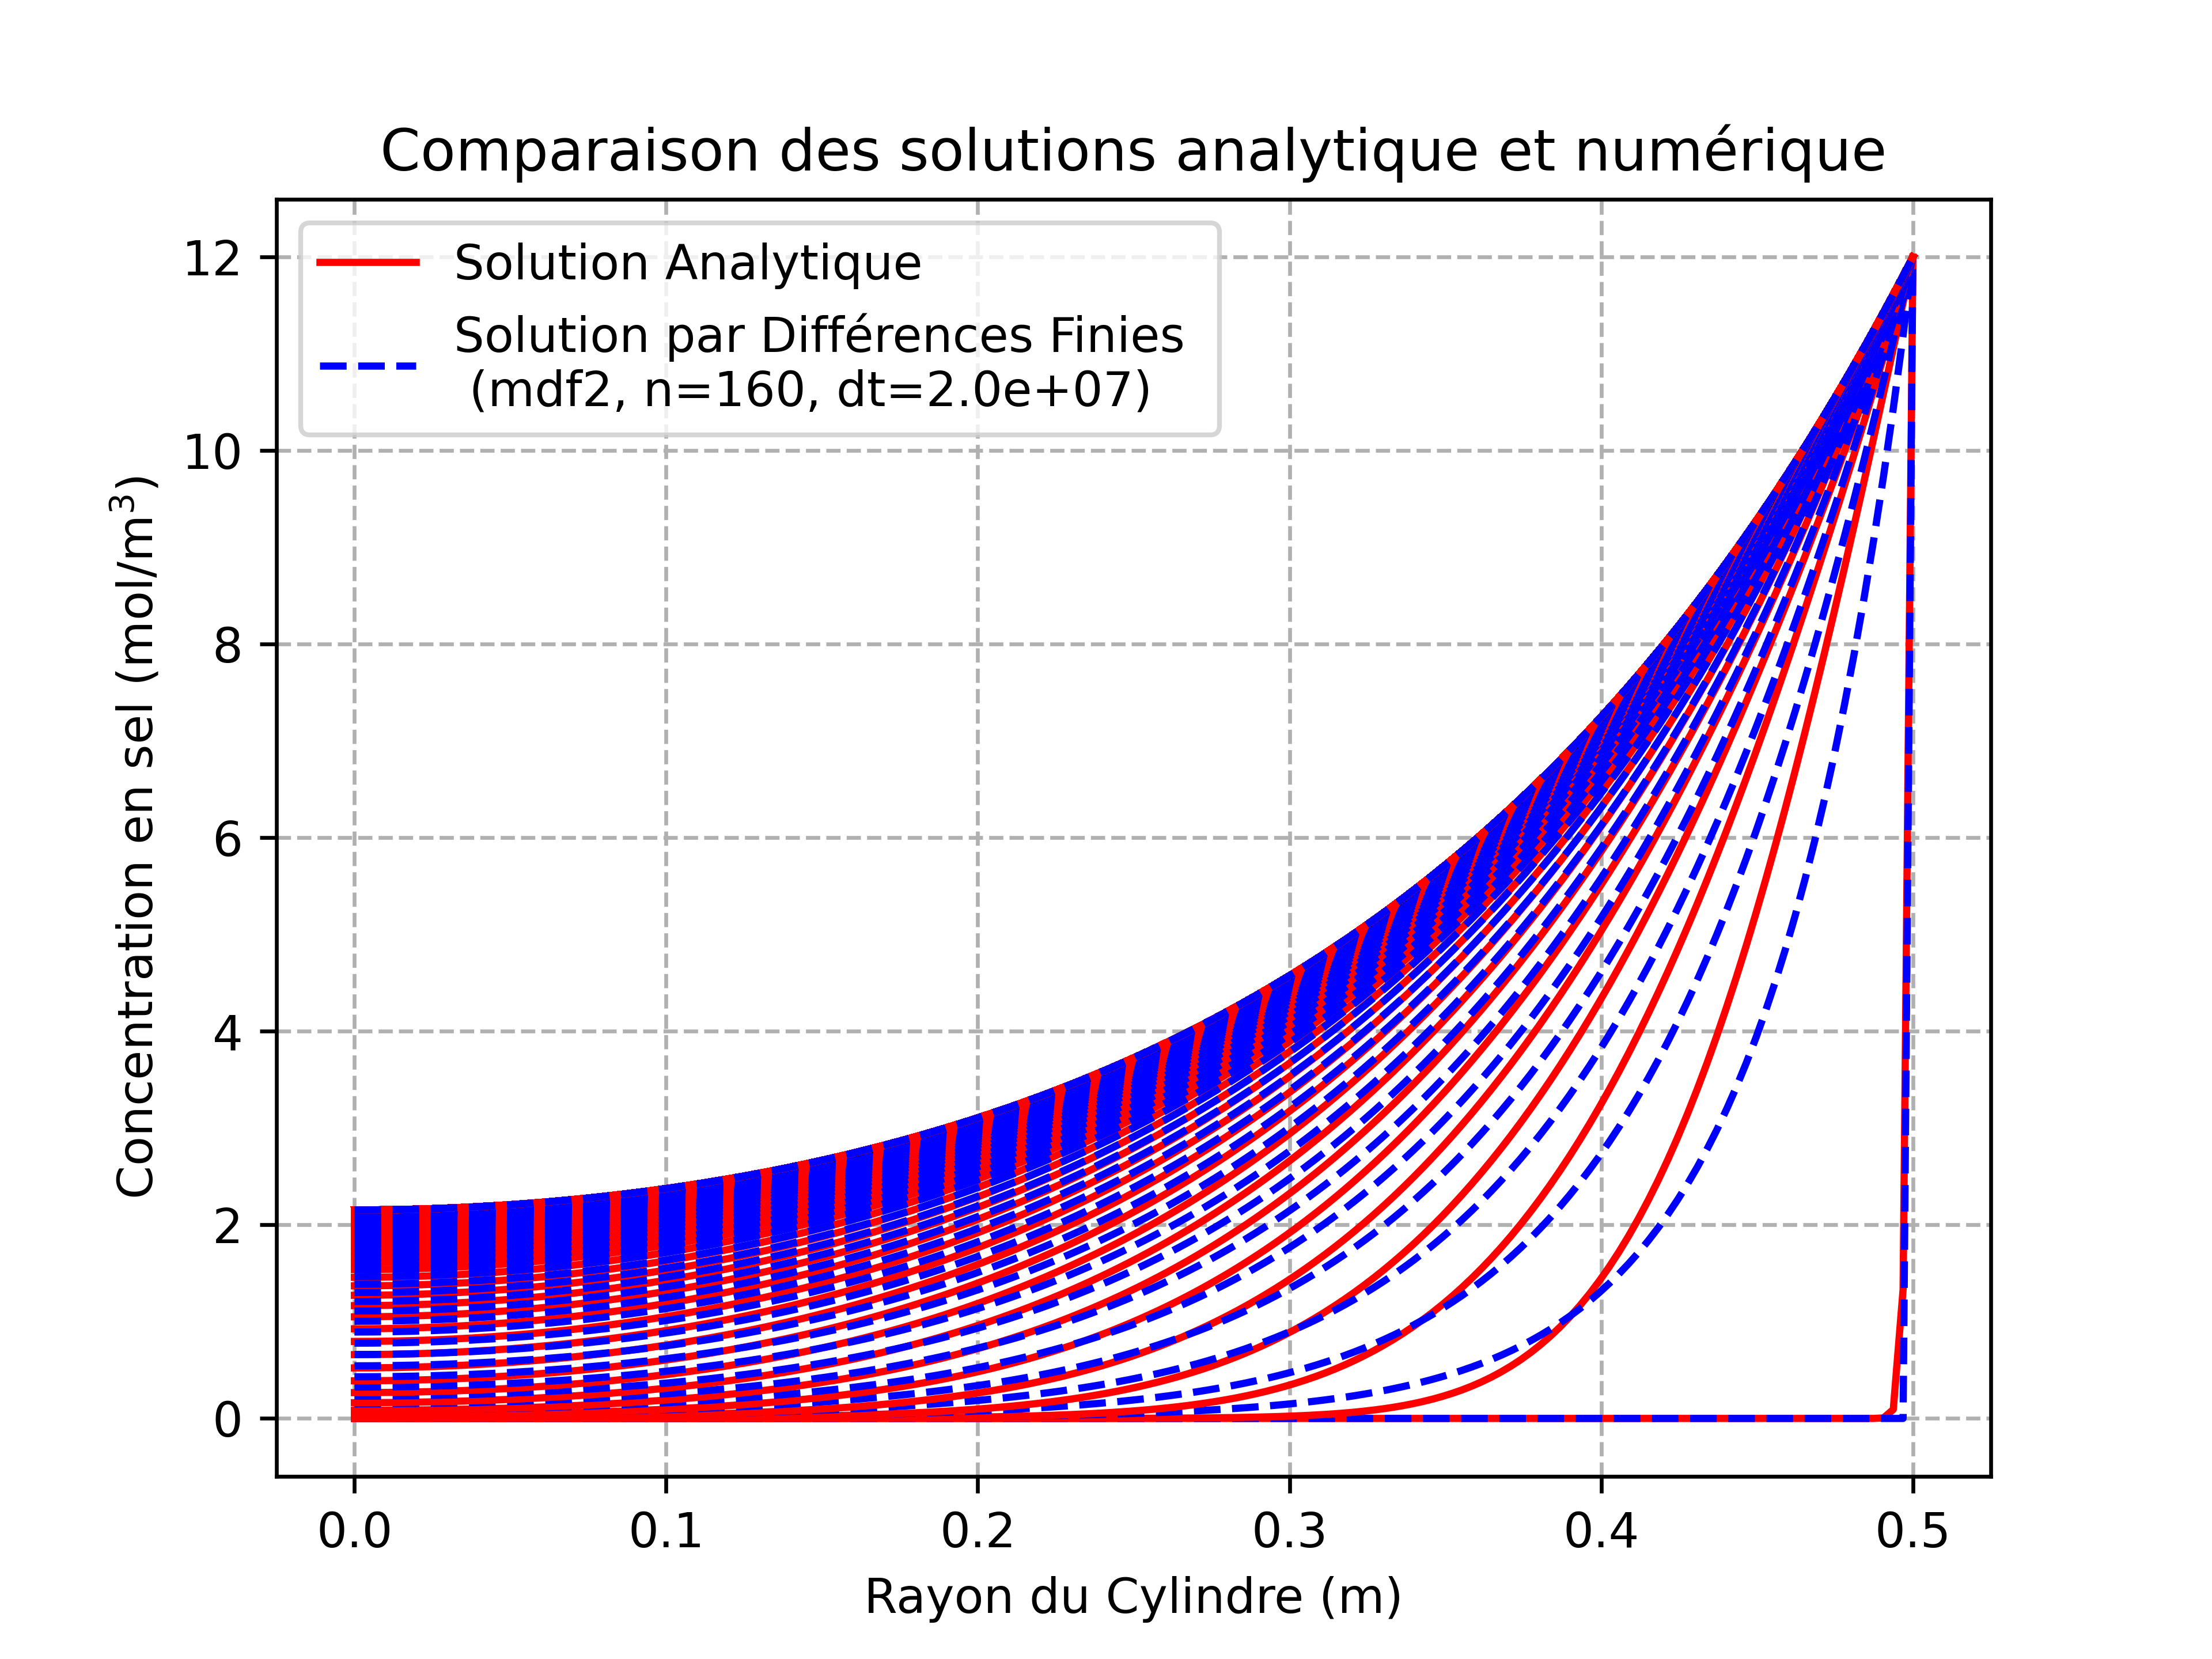 Comparaison des solutions analytique et numérique
Solution Analytique
Solution par Différences Finies
(mdf2, n=160, dt=2.0e+07)
Concentration en sel (mol/m³)
12
10
8
6
4
2
0
0.0 0.1 0.2 0.3 0.4 0.5
Rayon du Cylindre (m)